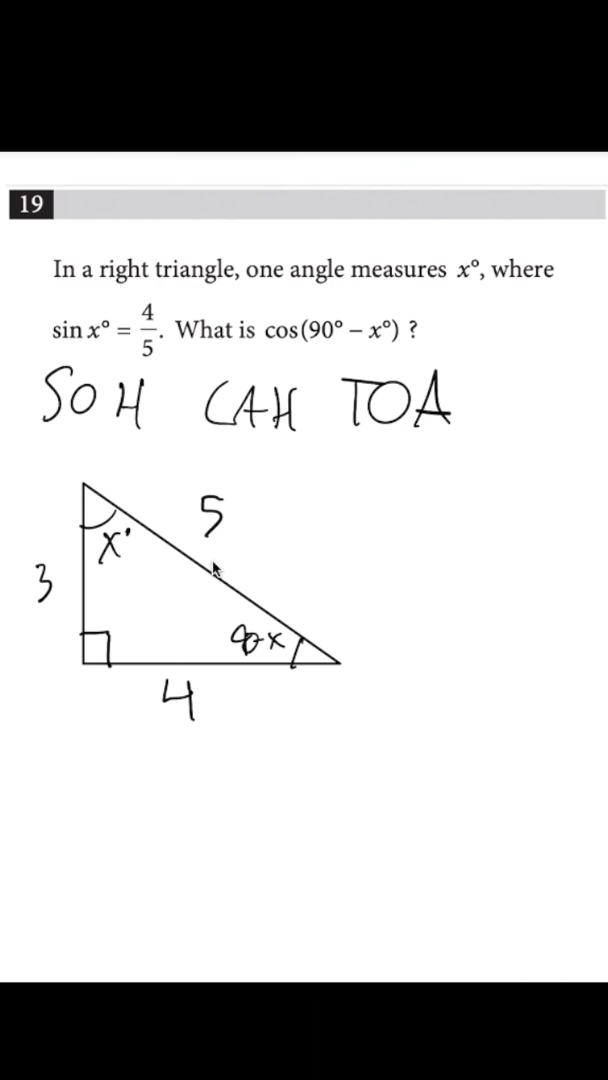 19
In a right triangle, one angle measures x°, where
sin x° = 4/5. What is cos(90° – x°) ?
SOH CAH TOA
5
x°
3
90-x
4